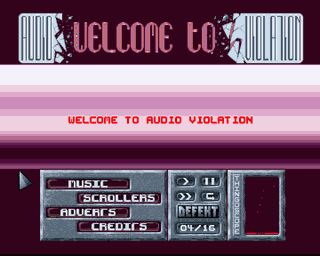 AUDIO WELCOME to VIOLATION
WELCOME TO AUDIO VIOLATION
MUSIC
SCROLLERS
ADVERTS
CREDITS
DEFEKT
04/16